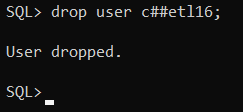 SQL> drop user c##etl16;
User dropped.
SQL>